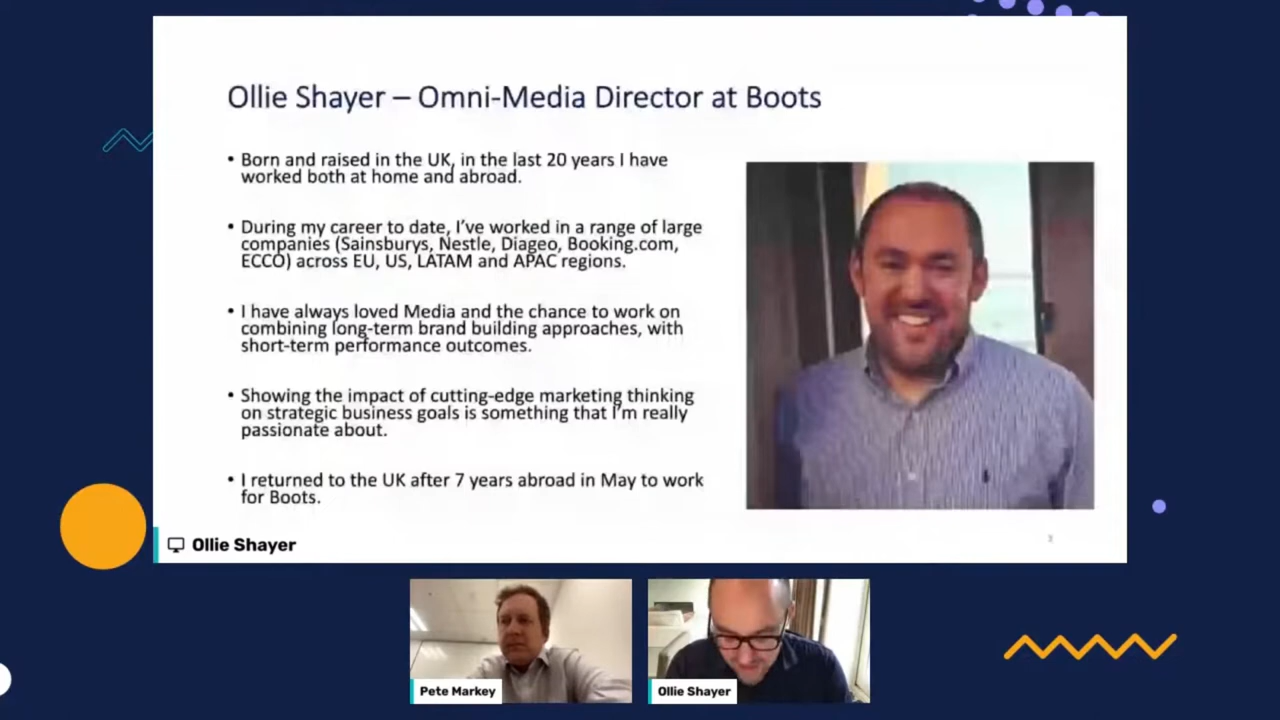 Ollie Shayer – Omni-Media Director at Boots
• Born and raised in the UK, in the last 20 years I have
worked both at home and abroad.
• During my career to date, I've worked in a range of large
companies (Sainsburys, Nestle, Diageo, Booking.com,
ECCO) across EU, US, LATAM and APAC regions.
• I have always loved Media and the chance to work on
combining long-term brand building approaches, with
short-term performance outcomes.
• Showing the impact of cutting-edge marketing thinking
on strategic business goals is something that I'm really
passionate about.
• I returned to the UK after 7 years abroad in May to work
for Boots.
3
Ollie Shayer
Pete Markey
Ollie Shayer